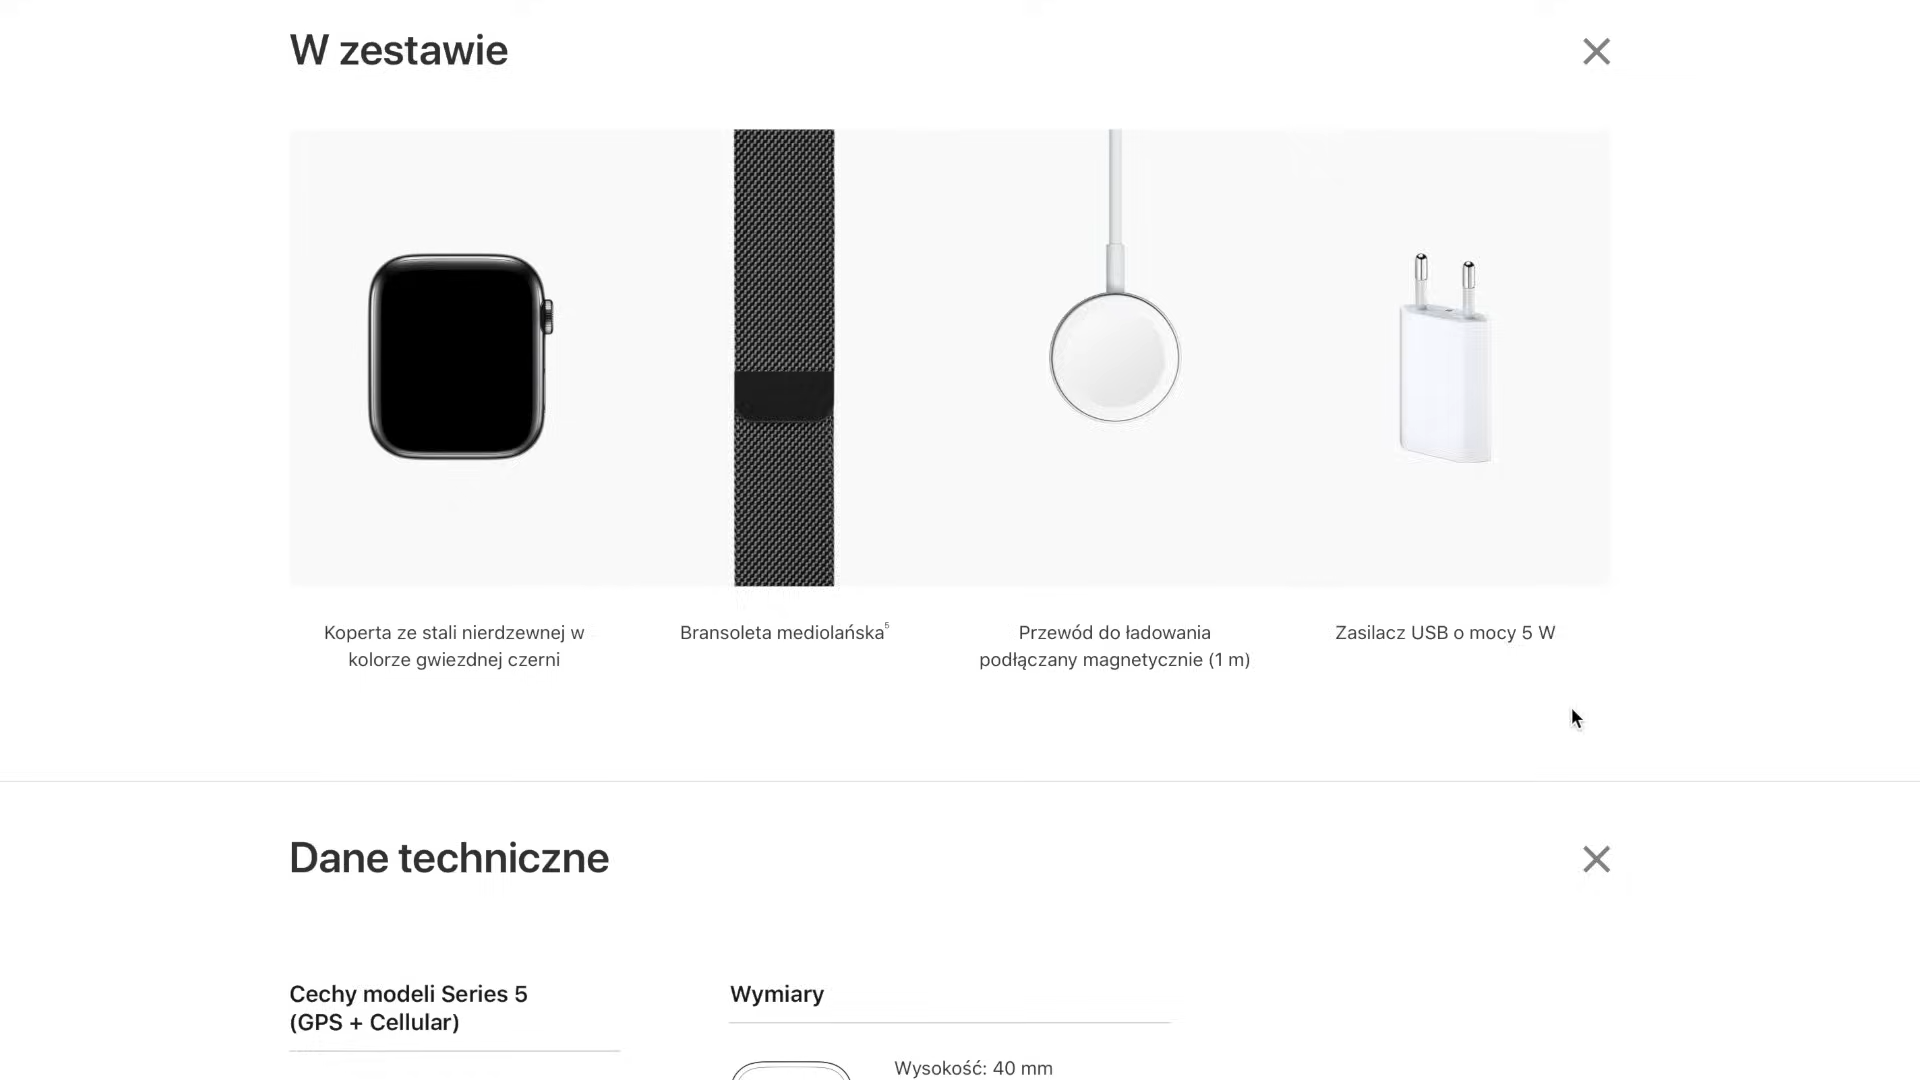 W zestawie
Koperta ze stali nierdzewnej w
kolorze gwiezdnej czerni
Bransoleta mediolańska⁵
Przewód do ładowania
podłączany magnetycznie (1 m)
Zasilacz USB o mocy 5 W
Dane techniczne
Cechy modeli Series 5
(GPS + Cellular)
Wymiary
Wysokość: 40 mm